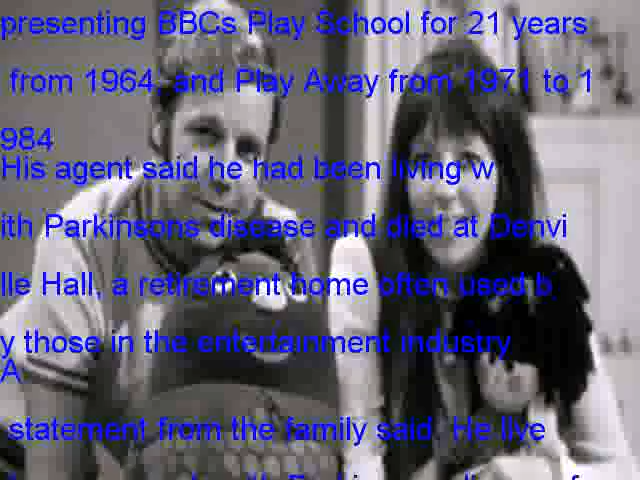 presenting BBCs Play School for 21 years
from 1964, and Play Away from 1971 to 1
984
His agent said he had been living w
ith Parkinsons disease and died at Denvi
lle Hall, a retirement home often used b
y those in the entertainment industry
A
statement from the family said. He live